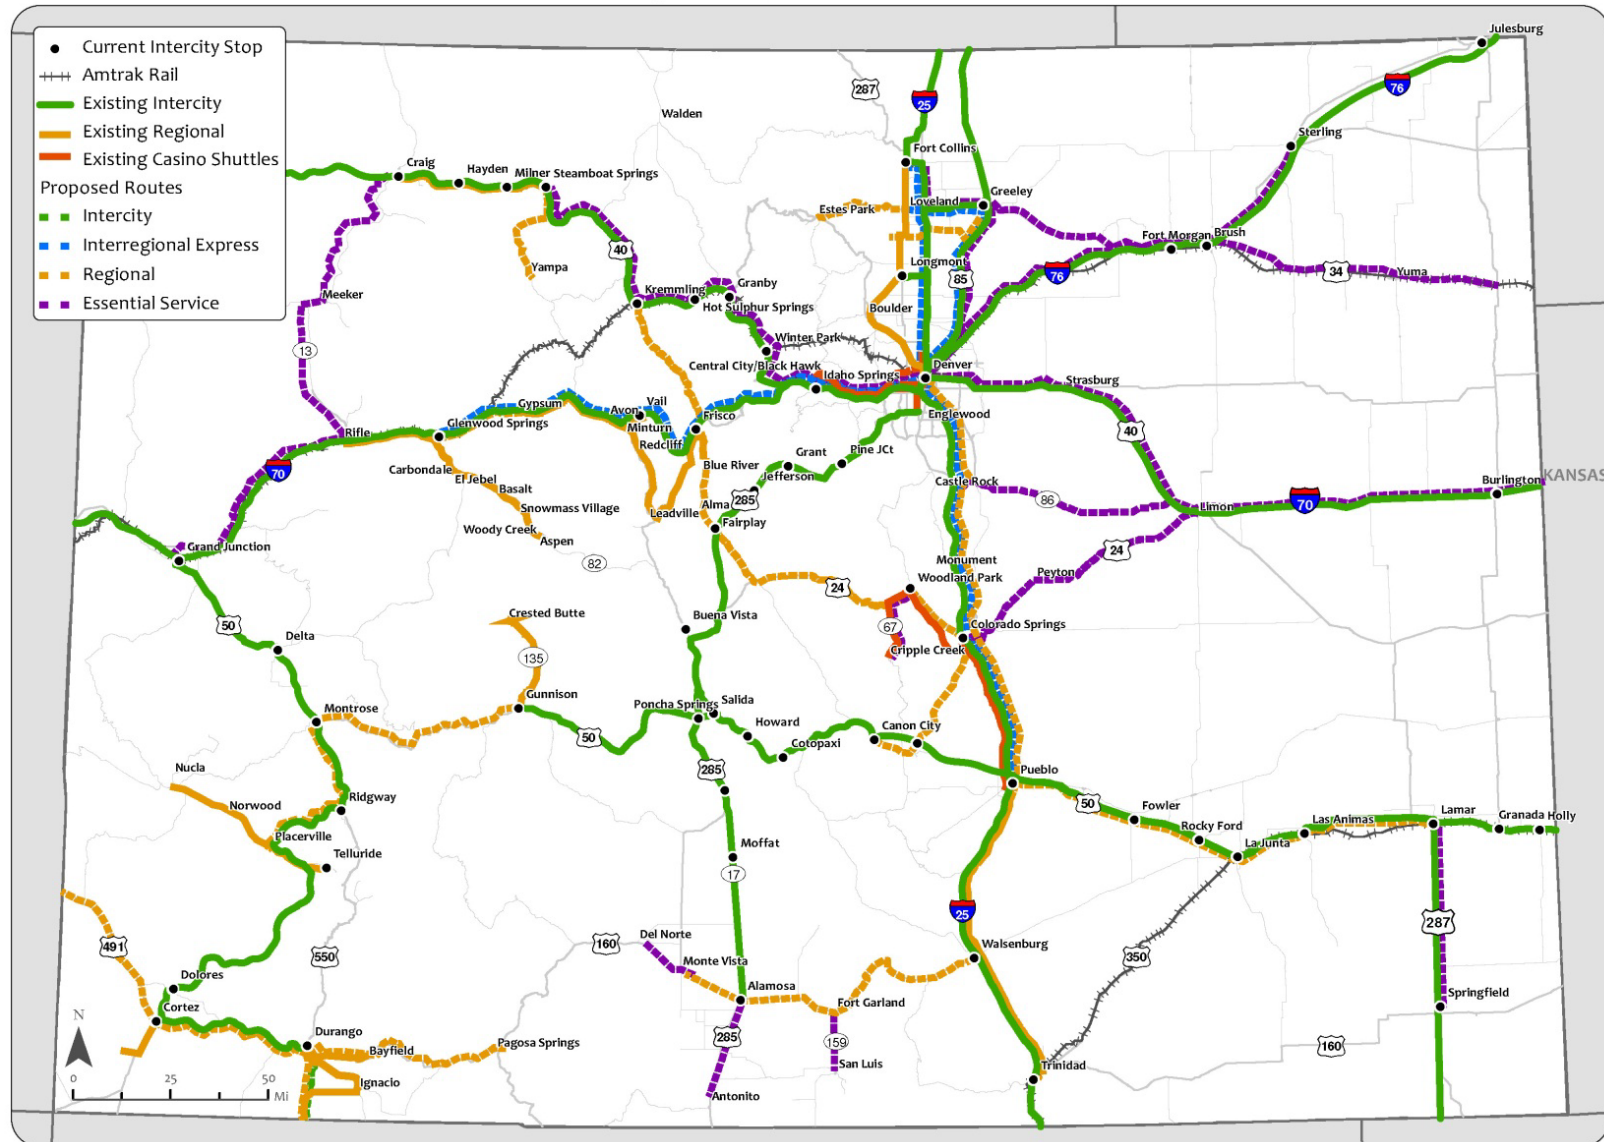 Current Intercity Stop
Amtrak Rail
Existing Intercity
Existing Regional
Existing Casino Shuttles
Proposed Routes
Intercity
Interregional Express
Regional
Essential Service
Julesburg
76
287
25
Walden
Sterling
Fort Collins
Craig
Hayden
Milner
Steamboat Springs
Greeley
Loveland
Estes Park
Fort Morgan
Brush
40
Longmont
34
Yuma
76
85
Yampa
Granby
Kremmling
Meeker
Hot Sulphur Springs
Boulder
Winter Park
13
Central City/Black Hawk
Denver
Idaho Springs
Strasburg
Gypsum
Vail
Avon
Frisco
Englewood
Glenwood Springs
Minturn
40
Rifle
Redcliff
Grant
Pine JCt
70
Carbondale
Blue River
El Jebel
Jefferson
KANSAS
Castle Rock
Burlington
Basalt
86
285
70
Snowmass Village
Alma
Limon
Leadville
Fairplay
Woody Creek
Aspen
Grand Junction
24
82
Monument
Peyton
Woodland Park
24
Crested Butte
Buena Vista
50
67
Colorado Springs
Delta
Cripple Creek
135
Gunnison
Salida
Poncha Springs
Montrose
Howard
Canon City
50
Cotopaxi
Nucla
285
Pueblo
Ridgway
50
Norwood
Fowler
Lamar
Granada
Holly
Las Animas
Rocky Ford
Placerville
La Junta
Moffat
Telluride
17
25
287
Del Norte
491
160
Walsenburg
550
350
Monte Vista
Dolores
Alamosa
Springfield
Fort Garland
Cortez
N
Durango
285
159
160
Bayfield
Pagosa Springs
San Luis
Trinidad
0
25
50
Ignacio
Mi
Antonito